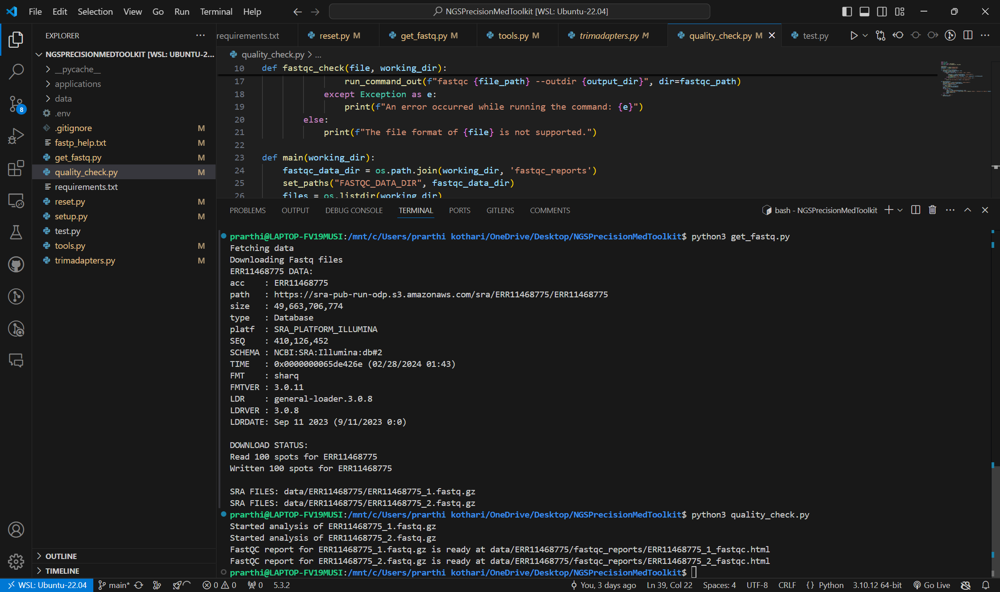 File Edit Selection View Go Run Terminal Help
NGSPrecisionMedToolkit [WSL: Ubuntu-22.04]
EXPLORER
requirements.txt
reset.py M
get_fastq.py M
tools.py M
trimadapters.py M
quality_check.py M
test.py
NGSPRECISIONMEDTOOLKIT [WSL: UBUNTU-2...
__pycache__
applications
data
.env
.gitignore M
fastp_help.txt M
get_fastq.py M
quality_check.py M
requirements.txt
reset.py M
setup.py M
test.py
tools.py M
trimadapters.py M
8
OUTLINE
TIMELINE
quality_check.py > ...
10 def fastqc_check(file, working_dir):
17 run_command_out(f"fastqc {file_path} --outdir {output_dir}", dir=fastqc_path)
18 except Exception as e:
19 print(f"An error occurred while running the command: {e}")
20 else:
21 print(f"The file format of {file} is not supported.")
22
23 def main(working_dir):
24 fastqc_data_dir = os.path.join(working_dir, 'fastqc_reports')
25 set_paths("FASTQC_DATA_DIR", fastqc_data_dir)
26 files = os.listdir(working_dir)
PROBLEMS OUTPUT DEBUG CONSOLE TERMINAL PORTS GITLENS COMMENTS
bash - NGSPrecisionMedToolkit
prarthi@LAPTOP-FV19MUSI:/mnt/c/Users/prarthi kothari/OneDrive/Desktop/NGSPrecisionMedToolkit$ python3 get_fastq.py
Fetching data
Downloading Fastq files
ERR11468775 DATA:
acc : ERR11468775
path : https://sra-pub-run-odp.s3.amazonaws.com/sra/ERR11468775/ERR11468775
size : 49,663,706,774
type : Database
platf : SRA_PLATFORM_ILLUMINA
SEQ : 410,126,452
SCHEMA : NCBI:SRA:Illumina:db#2
TIME : 0x0000000065de426e (02/28/2024 01:43)
FMT : sharq
FMTVER : 3.0.11
LDR : general-loader.3.0.8
LDRVER : 3.0.8
LDRDATE: Sep 11 2023 (9/11/2023 0:0)
DOWNLOAD STATUS:
Read 100 spots for ERR11468775
Written 100 spots for ERR11468775
SRA FILES: data/ERR11468775/ERR11468775_1.fastq.gz
SRA FILES: data/ERR11468775/ERR11468775_2.fastq.gz
prarthi@LAPTOP-FV19MUSI:/mnt/c/Users/prarthi kothari/OneDrive/Desktop/NGSPrecisionMedToolkit$ python3 quality_check.py
Started analysis of ERR11468775_1.fastq.gz
Started analysis of ERR11468775_2.fastq.gz
FastQC report for ERR11468775_1.fastq.gz is ready at data/ERR11468775/fastqc_reports/ERR11468775_1_fastqc.html
FastQC report for ERR11468775_2.fastq.gz is ready at data/ERR11468775/fastqc_reports/ERR11468775_2_fastqc.html
prarthi@LAPTOP-FV19MUSI:/mnt/c/Users/prarthi kothari/OneDrive/Desktop/NGSPrecisionMedToolkit$
WSL: Ubuntu-22.04 main* 0 0 0 5.3.2 You, 3 days ago Ln 39, Col 22 Spaces: 4 UTF-8 CRLF {} Python 3.10.12 64-bit Go Live